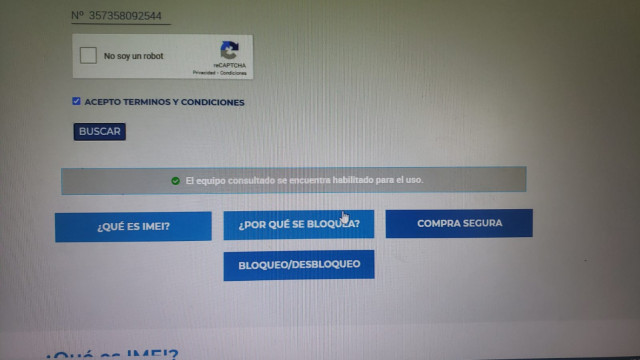 Nº 357358092544
No soy un robot
reCAPTCHA
Privacidad - Condiciones
ACEPTO TERMINOS Y CONDICIONES
BUSCAR
El equipo consultado se encuentra habilitado para el uso.
¿QUÉ ES IMEI?
¿POR QUÉ SE BLOQUEA?
COMPRA SEGURA
BLOQUEO/DESBLOQUEO
¿Qué es IMEI?